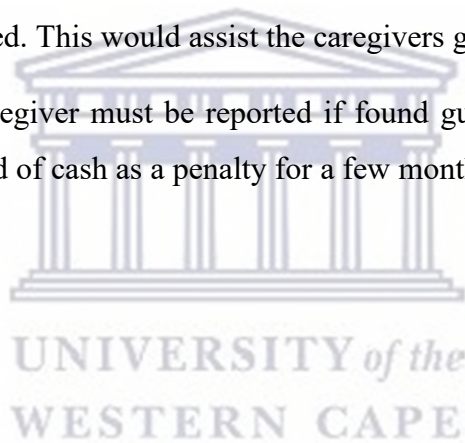 ed. This would assist the caregivers g
egiver must be reported if found gu
d of cash as a penalty for a few month
UNIVERSITY of the
WESTERN CAPE